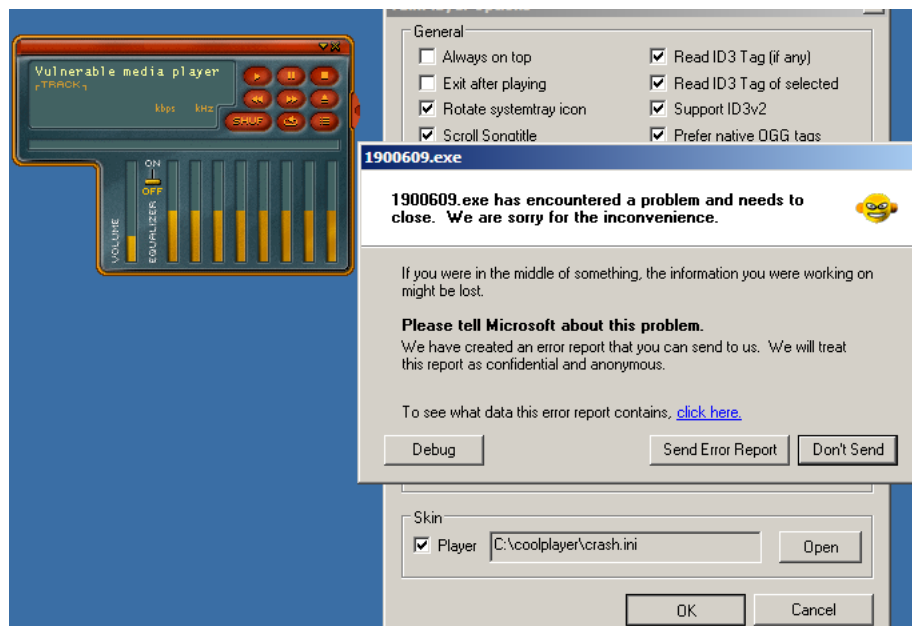 Vulnerable media player
TRACK
kbps kHz
SHUF
ON
OFF
VOLUME
EQUALIZER
General
Always on top
Read ID3 Tag (if any)
Exit after playing
Read ID3 Tag of selected
Rotate systemtray icon
Support ID3v2
Scroll Songtitle
Prefer native OGG tags
1900609.exe
1900609.exe has encountered a problem and needs to
close. We are sorry for the inconvenience.
If you were in the middle of something, the information you were working on
might be lost.
Please tell Microsoft about this problem.
We have created an error report that you can send to us. We will treat
this report as confidential and anonymous.
To see what data this error report contains, click here.
Debug
Send Error Report
Don't Send
Skin
Player
C:\coolplayer\crash.ini
Open
OK
Cancel